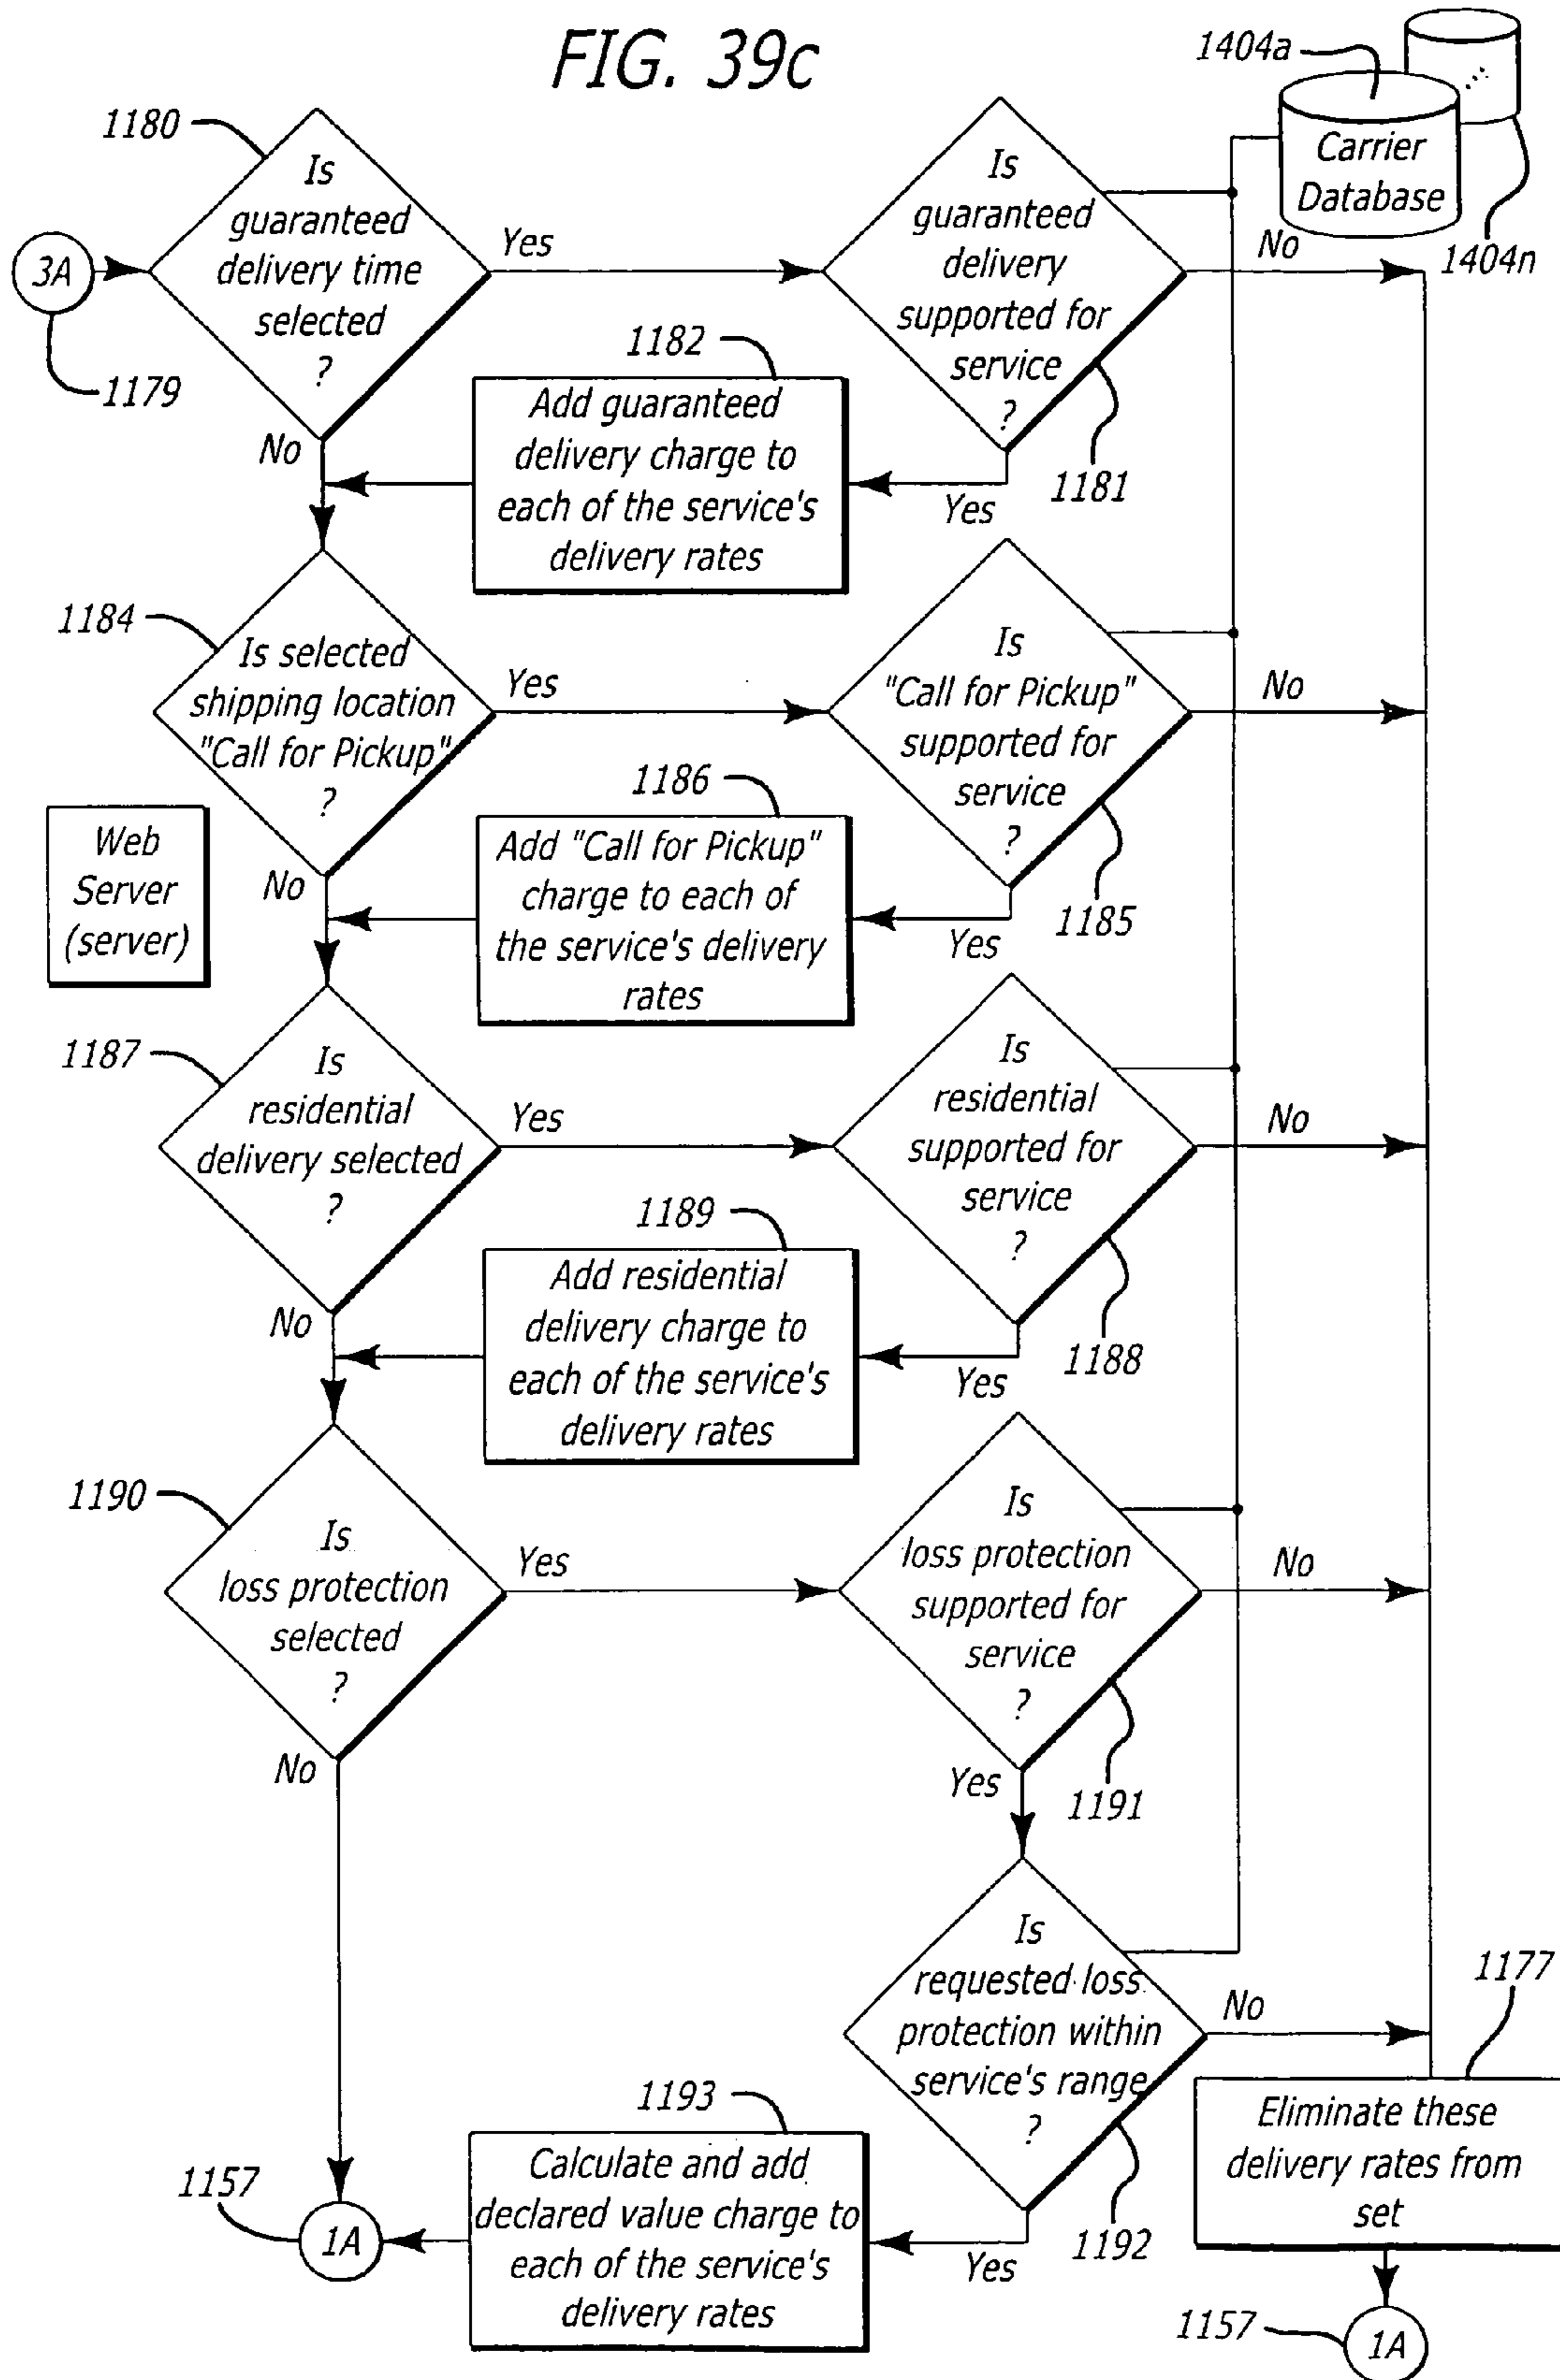 FIG. 39c
1404a
1180
Is
guaranteed
delivery time
selected
?
Is
guaranteed
delivery
supported for
service
?
Carrier
Database
1404n
3A
Yes
No
1179
1182
Add guaranteed
delivery charge to
each of the service's
delivery rates
No
Yes
1181
1184
Is selected
shipping location
"Call for Pickup"
?
Yes
Is
"Call for Pickup"
supported for
service
?
No
Web
Server
(server)
No
1186
Add "Call for Pickup"
charge to each of
the service's delivery
rates
Yes
1185
1187
Is
residential
delivery selected
?
Yes
Is
residential
supported for
service
?
No
1189
Add residential
delivery charge to
each of the service's
delivery rates
No
Yes
1188
1190
Is
loss protection
selected
?
Yes
Is
loss protection
supported for
service
?
No
No
Yes
1191
Is
requested loss
protection within
service's range
?
No
1177
Eliminate these
delivery rates from
set
1193
Calculate and add
declared value charge to
each of the service's
delivery rates
1157
1A
Yes
1192
1157
1A